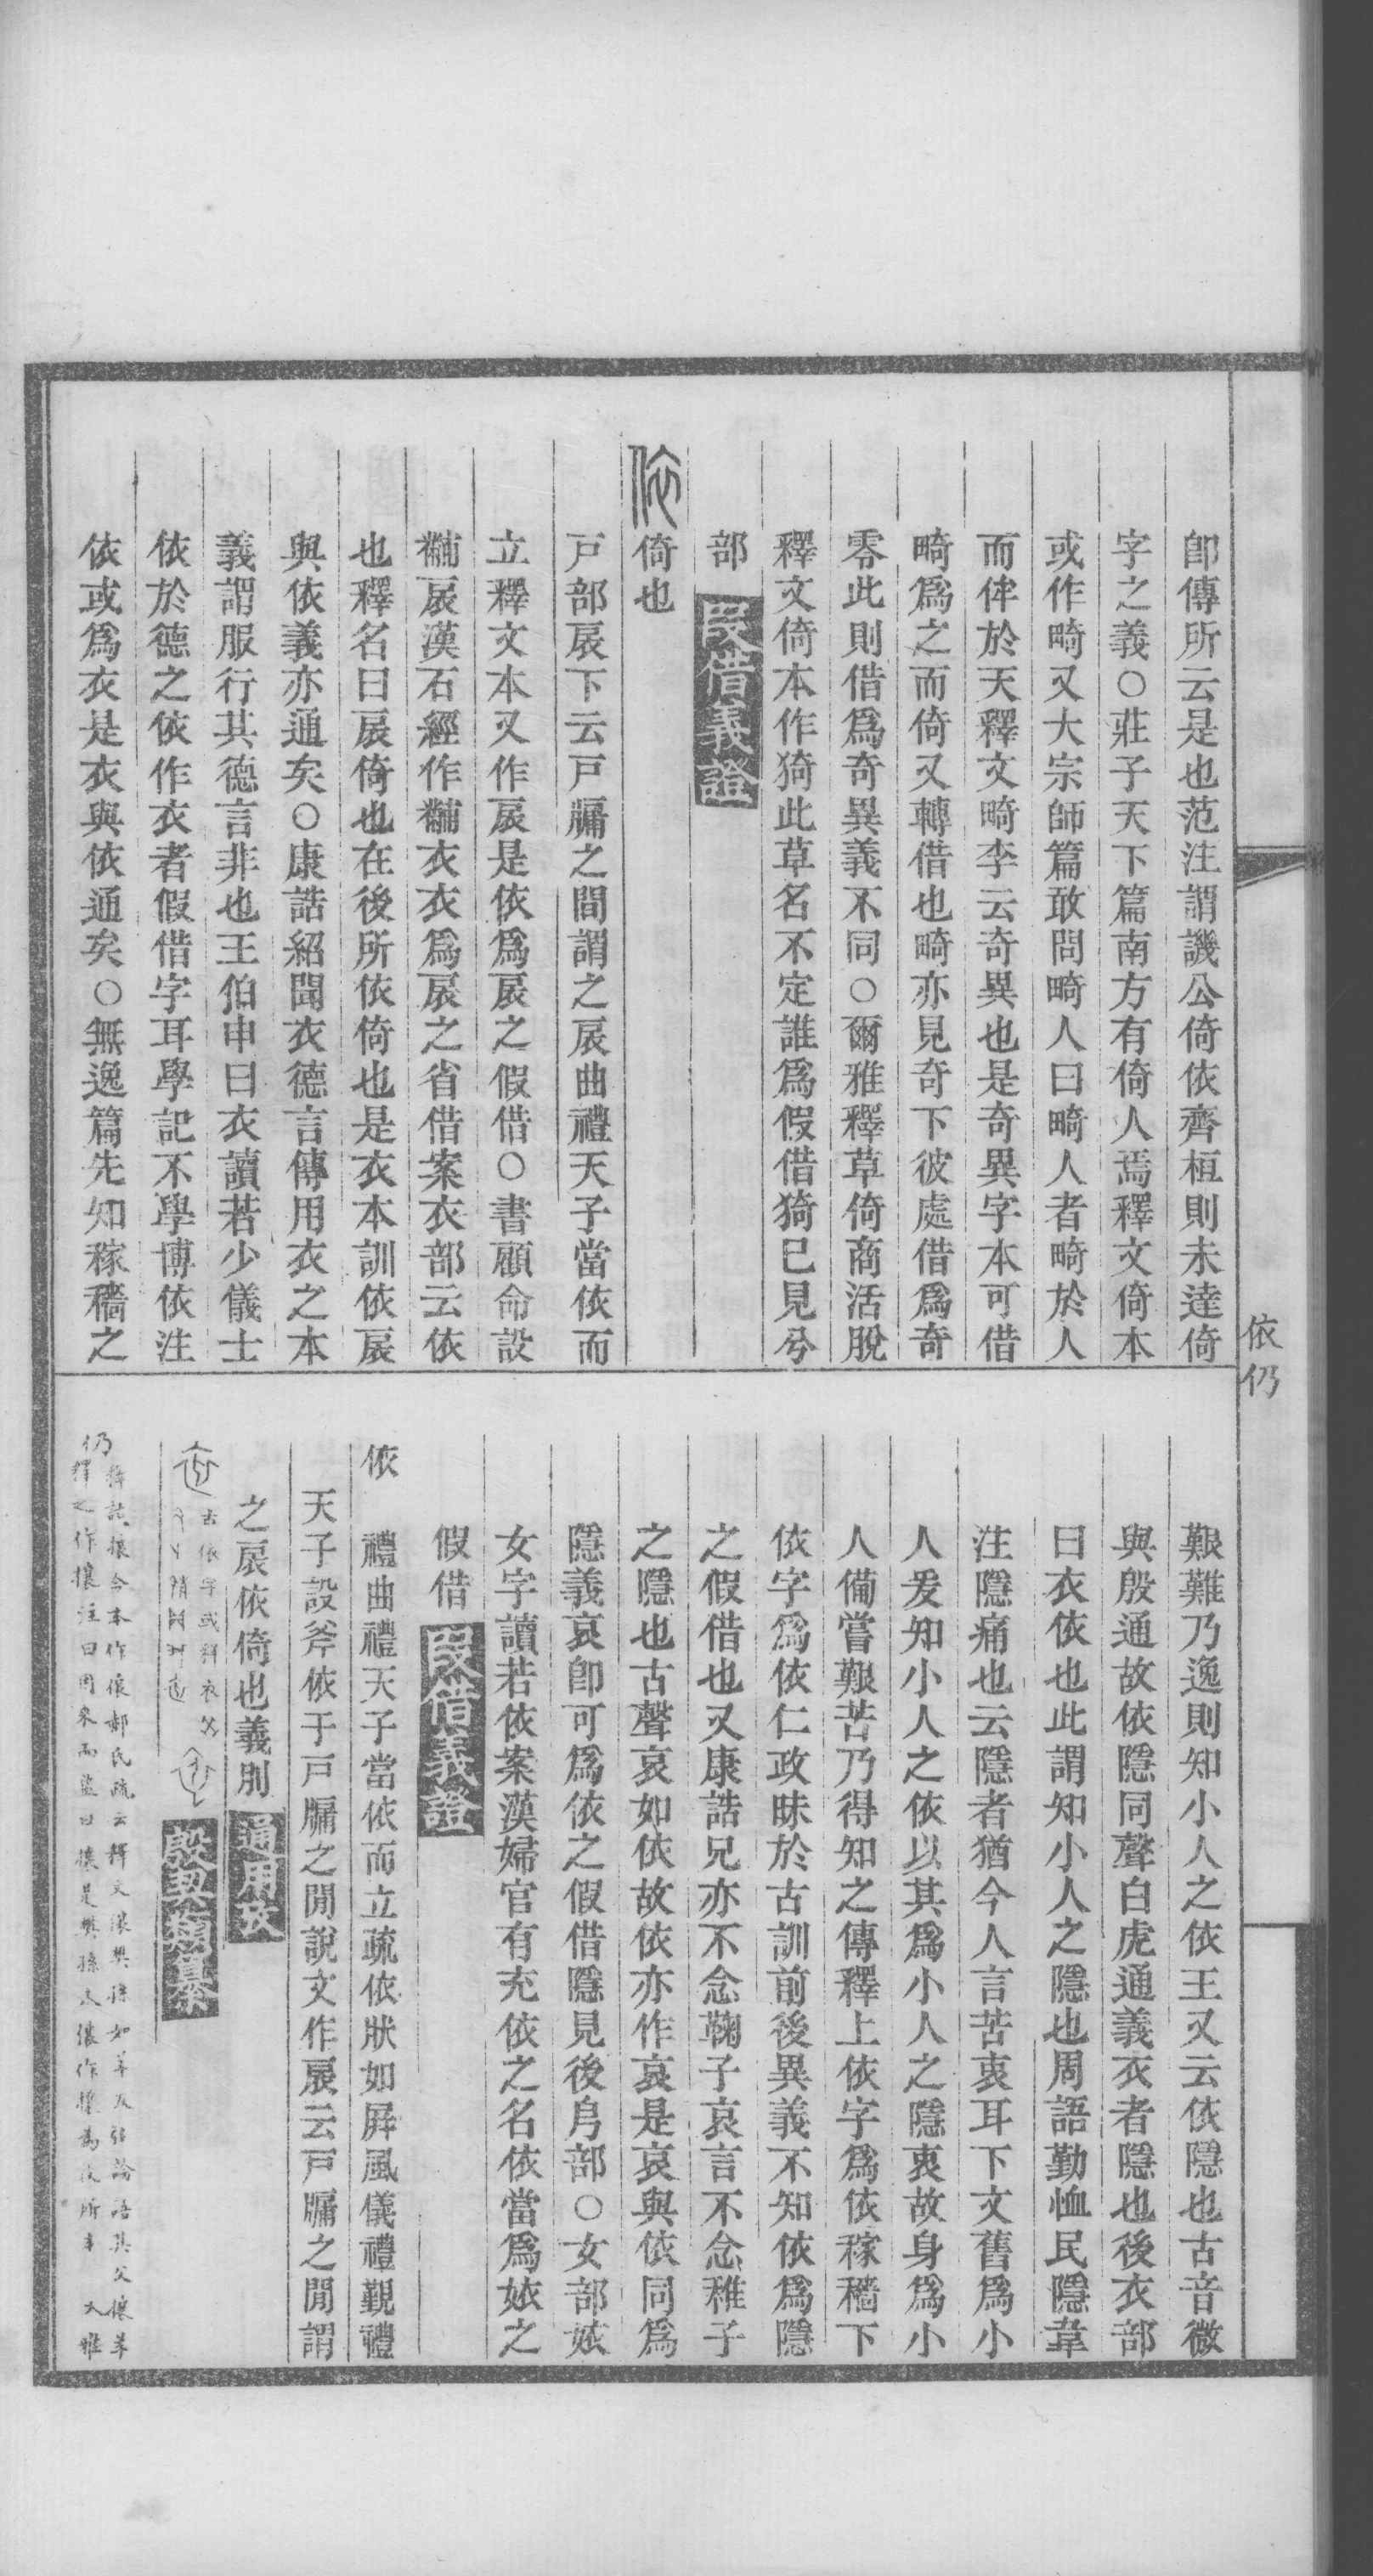 依仍
卽傳所云是也范注謂譏公倚依齊桓則未達倚
字之義○莊子天下篇南方有倚人焉釋文倚本
或作畸又大宗師篇敢問畸人曰畸人者畸於人
而侔於天釋文畸李云奇異也是奇異字本可借
畸爲之而倚又轉借也畸亦見奇下彼處借爲奇
零此則借爲奇異義不同○爾雅釋草倚商活脫
釋文倚本作猗此草名不定誰爲假借猗已見兮
部 叚借義證
依 倚也
戸部扆下云戸牖之間謂之扆曲禮天子當依而
立釋文本又作扆是依爲扆之假借○書顧命設
黼扆漢石經作黼衣衣爲扆之省借案衣部云依
也釋名曰扆倚也在後所依倚也是衣本訓依扆
與依義亦通矣○康誥紹聞衣德言傳用衣之本
義謂服行其德言非也王伯申曰衣讀若少儀士
依於德之依作衣者假借字耳學記不學博依注
依或爲衣是衣與依通矣○無逸篇先知稼穡之
艱難乃逸則知小人之依王又云依隱也古音微
與殷通故依隱同聲白虎通義衣者隱也後衣部
曰衣依也此謂知小人之隱也周語勤恤民隱韋
注隱痛也云隱者猶今人言苦衷耳下文舊爲小
人爰知小人之依以其爲小人之隱衷故身爲小
人備嘗艱苦乃得知之傳釋上依字爲依稼穡下
依字爲依仁政昧於古訓前後異義不知依爲隱
之假借也又康誥兄亦不念鞠子哀言不念稚子
之隱也古聲哀如依故依亦作哀是哀與依同爲
隱義哀卽可爲依之假借隱見後㐆部○女部㛄
女字讀若依案漢婦官有充依之名依當爲㛄之
假借 叚借義證
依 禮曲禮天子當依而立疏依狀如屛風儀禮覲禮
天子設斧依于戸牖之閒說文作扆云戸牖之閒謂
之扆依倚也義別 通用攷
古依字或釋衣
殷契類纂
仍